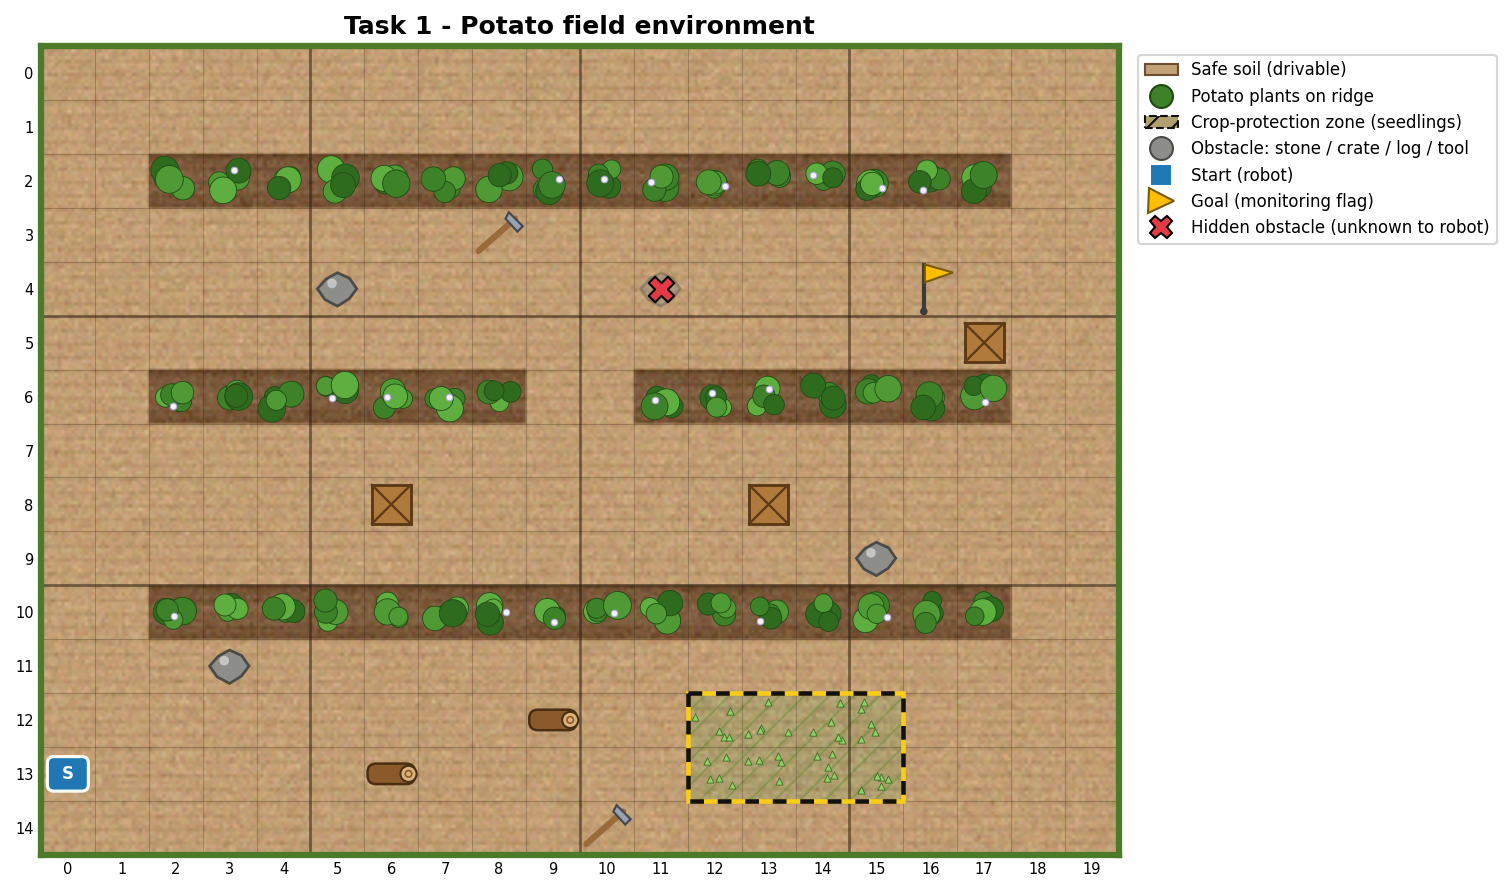 Task 1 - Potato field environment
Safe soil (drivable)
Potato plants on ridge
Crop-protection zone (seedlings)
Obstacle: stone / crate / log / tool
Start (robot)
Goal (monitoring flag)
Hidden obstacle (unknown to robot)
0
1
2
3
4
5
6
7
8
9
10
11
12
13
14
S
0 1 2 3 4 5 6 7 8 9 10 11 12 13 14 15 16 17 18 19